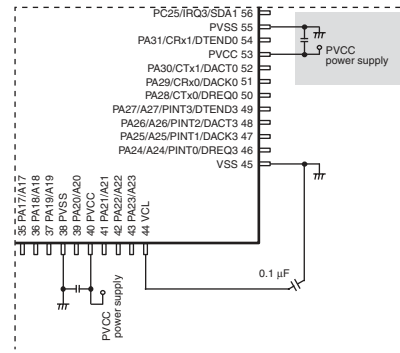 PC25/IRQ3/SDA1 56
PVSS 55
PA31/CRx1/DTEND0 54
PVCC 53
PA30/CTx1/DACT0 52
PA29/CRx0/DACK0 51
PA28/CTx0/DREQ0 50
PA27/A27/PINT3/DTEND3 49
PA26/A26/PINT2/DACT3 48
PA25/A25/PINT1/DACK3 47
PA24/A24/PINT0/DREQ3 46
VSS 45
PVCC
power supply
35 PA17/A17
36 PA18/A18
37 PA19/A19
38 PVSS
39 PA20/A20
40 PVCC
41 PA21/A21
42 PA22/A22
43 PA23/A23
44 VCL
0.1 µF
PVCC
power supply